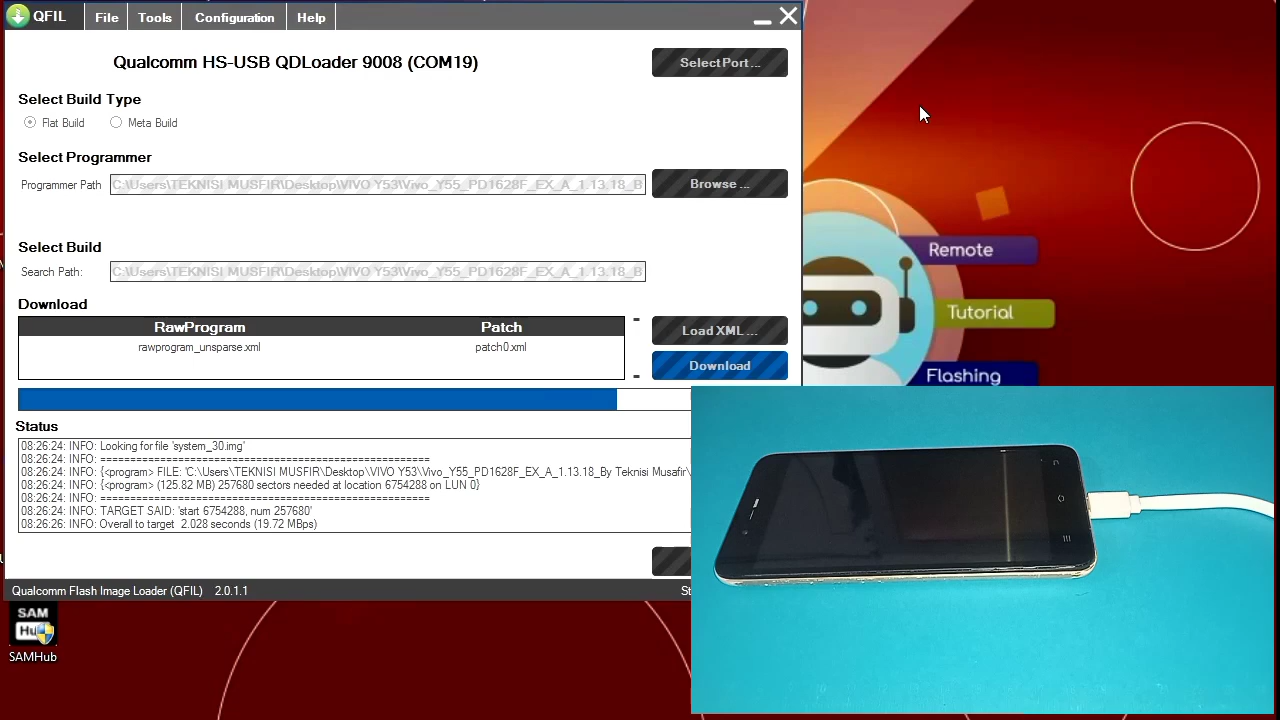 QFIL File Tools Configuration Help
Qualcomm HS-USB QDLoader 9008 (COM19)
Select Port ...
Select Build Type
Flat Build Meta Build
Select Programmer
Programmer Path C:\Users\TEKNISI MUSFIR\Desktop\VIVO Y53\Vivo_Y55_PD1628F_EX_A_1.13.18_B
Browse ...
Select Build
Search Path: C:\Users\TEKNISI MUSFIR\Desktop\VIVO Y53\Vivo_Y55_PD1628F_EX_A_1.13.18_B
Download
RawProgram Patch
rawprogram_unsparse.xml patch0.xml
Load XML ...
Download
Status
08:26:24: INFO: Looking for file 'system_30.img'
08:26:24: INFO: =============================================
08:26:24: INFO: {<program> FILE: 'C:\Users\TEKNISI MUSFIR\Desktop\VIVO Y53\Vivo_Y55_PD1628F_EX_A_1.13.18_By Teknisi Musafir\
08:26:24: INFO: {<program> (125.82 MB) 257680 sectors needed at location 6754288 on LUN 0}
08:26:24: INFO: =============================================
08:26:24: INFO: TARGET SAID: 'start 6754288, num 257680'
08:26:26: INFO: Overall to target 2.028 seconds (19.72 MBps)
Qualcomm Flash Image Loader (QFIL) 2.0.1.1
St
Remote
Tutorial
Flashing
SAM
Hu
SAMHub